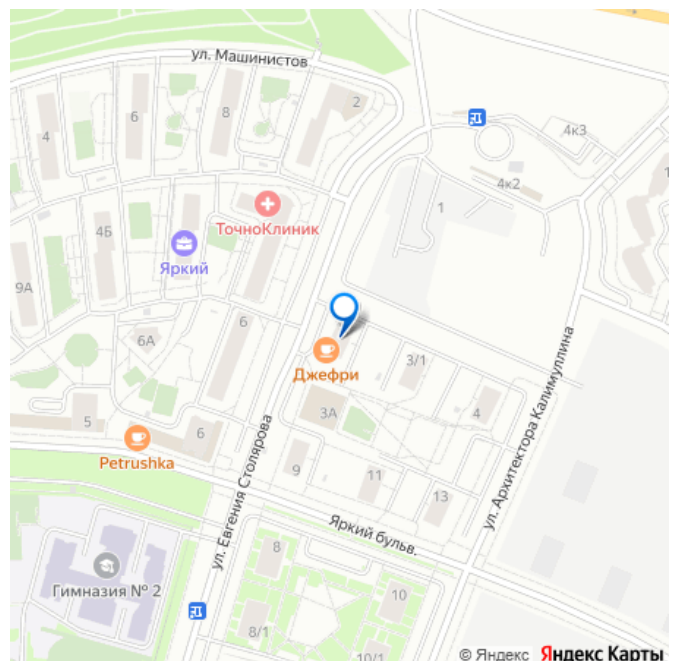 ул. Машинистов
2
8
6
4
4к3
4к2
1
1
ТочноКлиник
4Б
Яркий
9А
6
6А
Джефри
3/1
3А
4
5
6
Petrushka
9
11
13
ул. Евгения Столярова
ул. Архитектора Калимуллина
Яркий бульв.
8
Гимназия № 2
10
8/1
10/1
© Яндекс Яндекс Карты